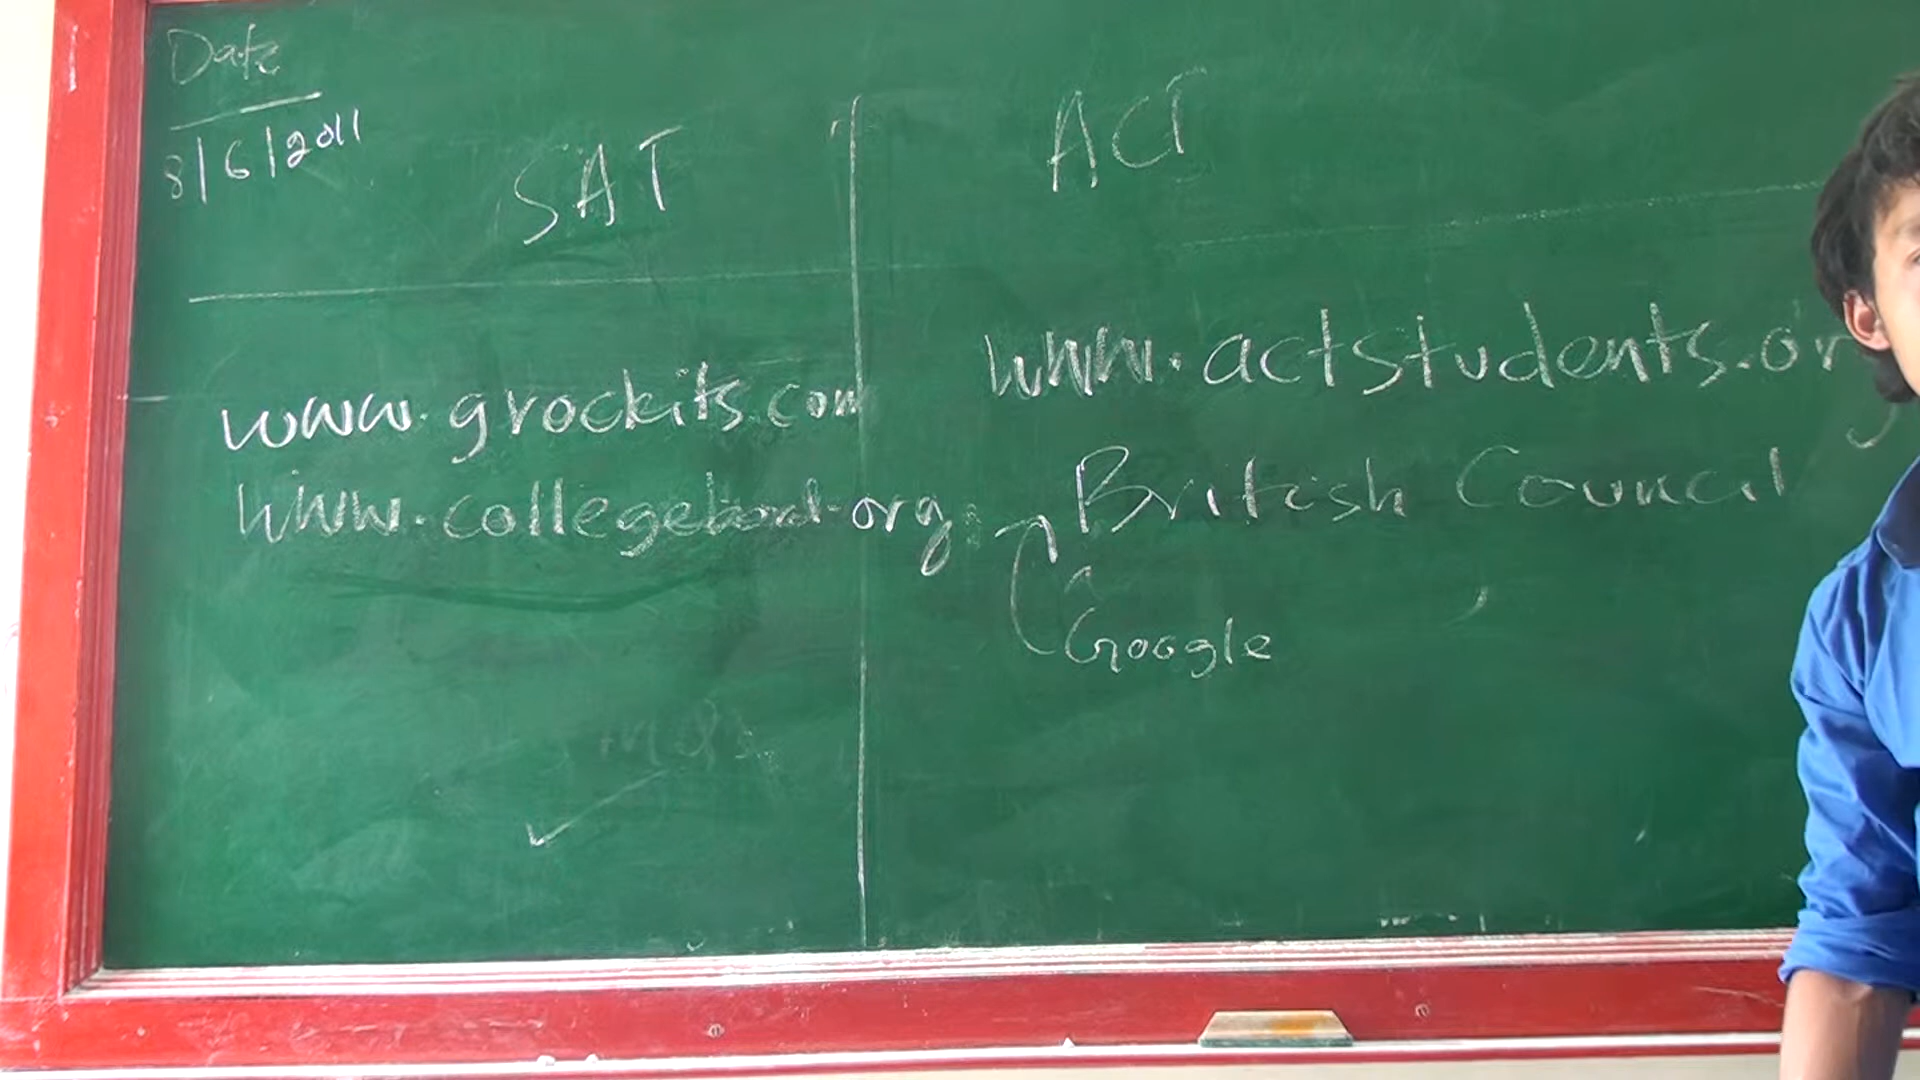 Date
8/6/2011
SAT
www.grockits.com
www.collegeboard.org
ACT
www.actstudents.org
British Council
Google